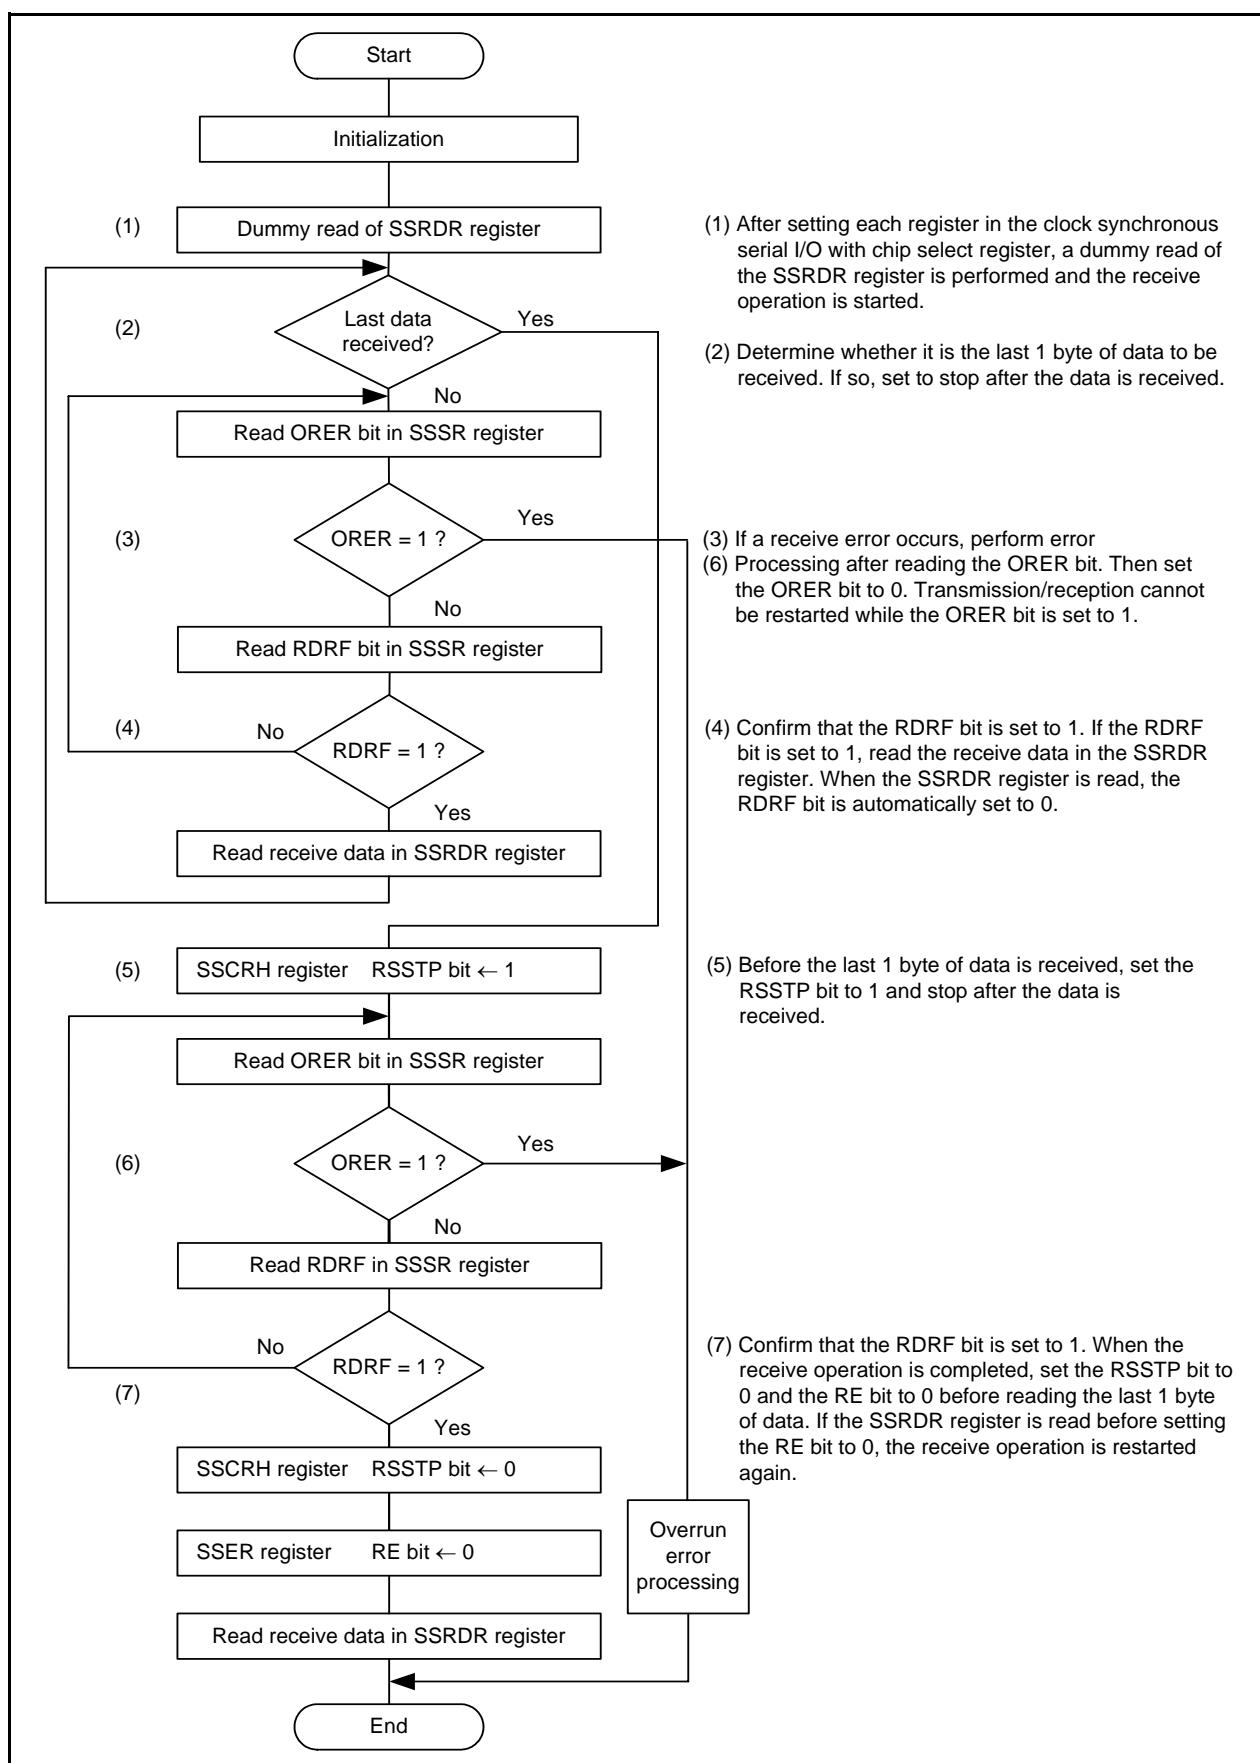 Start
Initialization
(1)
Dummy read of SSRDR register
(1) After setting each register in the clock synchronous
serial I/O with chip select register, a dummy read of
the SSRDR register is performed and the receive
operation is started.
(2)
Last data
received?
Yes
(2) Determine whether it is the last 1 byte of data to be
received. If so, set to stop after the data is received.
No
Read ORER bit in SSSR register
(3)
ORER = 1 ?
Yes
(3) If a receive error occurs, perform error
(6) Processing after reading the ORER bit. Then set
the ORER bit to 0. Transmission/reception cannot
be restarted while the ORER bit is set to 1.
No
Read RDRF bit in SSSR register
(4)
No
RDRF = 1 ?
(4) Confirm that the RDRF bit is set to 1. If the RDRF
bit is set to 1, read the receive data in the SSRDR
register. When the SSRDR register is read, the
RDRF bit is automatically set to 0.
Yes
Read receive data in SSRDR register
(5)
SSCRH register RSSTP bit ← 1
(5) Before the last 1 byte of data is received, set the
RSSTP bit to 1 and stop after the data is
received.
Read ORER bit in SSSR register
(6)
ORER = 1 ?
Yes
No
Read RDRF in SSSR register
No
RDRF = 1 ?
(7)
(7) Confirm that the RDRF bit is set to 1. When the
receive operation is completed, set the RSSTP bit to
0 and the RE bit to 0 before reading the last 1 byte
of data. If the SSRDR register is read before setting
the RE bit to 0, the receive operation is restarted
again.
Yes
SSCRH register RSSTP bit ← 0
SSER register RE bit ← 0
Overrun
error
processing
Read receive data in SSRDR register
End